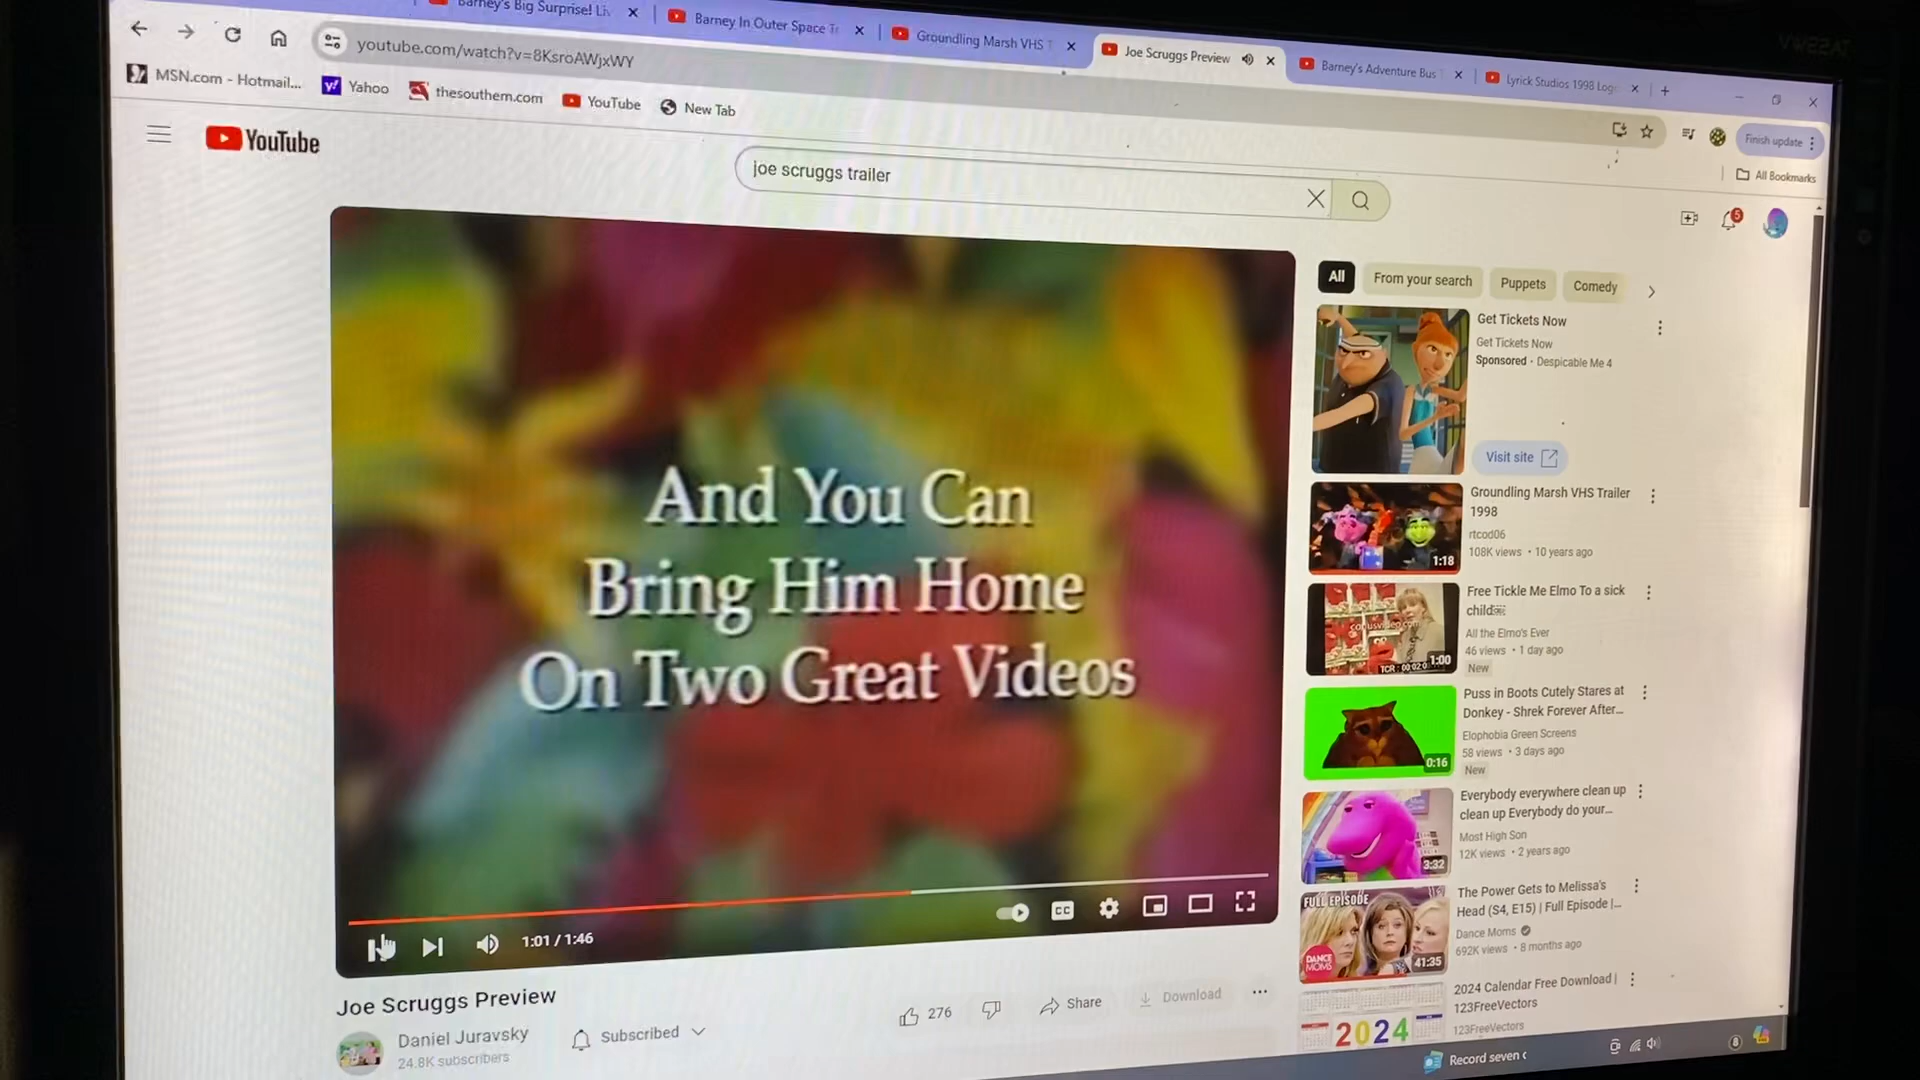 Barney's Big Surprise! Liv
Barney In Outer Space Tr
Groundling Marsh VHS T
Joe Scruggs Preview
Barney's Adventure Bus T
Lyrick Studios 1998 Logo
youtube.com/watch?v=8KsroAWjxWY
Finish update
MSN.com - Hotmail...
Yahoo
thesouthern.com
YouTube
New Tab
All Bookmarks
YouTube
joe scruggs trailer
5
And You Can
Bring Him Home
On Two Great Videos
CC
1:01 / 1:46
Joe Scruggs Preview
Daniel Juravsky
24.8K subscribers
Subscribed
276
Share
Download
All
From your search
Puppets
Comedy
Get Tickets Now
Get Tickets Now
Sponsored · Despicable Me 4
Visit site
1:18
Groundling Marsh VHS Trailer
1998
rtcod06
108K views • 10 years ago
TCR:
1:00
Free Tickle Me Elmo To a sick
child
All the Elmo's Ever
46 views • 1 day ago
New
0:16
Puss in Boots Cutely Stares at
Donkey - Shrek Forever After...
Elophobia Green Screens
58 views • 3 days ago
New
3:32
Everybody everywhere clean up
clean up Everybody do your...
Most High Son
12K views • 2 years ago
FULL EPISODE
DANCE
MOMS
41:35
The Power Gets to Melissa's
Head (S4, E15) | Full Episode |...
Dance Moms
692K views • 8 months ago
2024
2024 Calendar Free Download |
123FreeVectors
123FreeVectors
Record seven